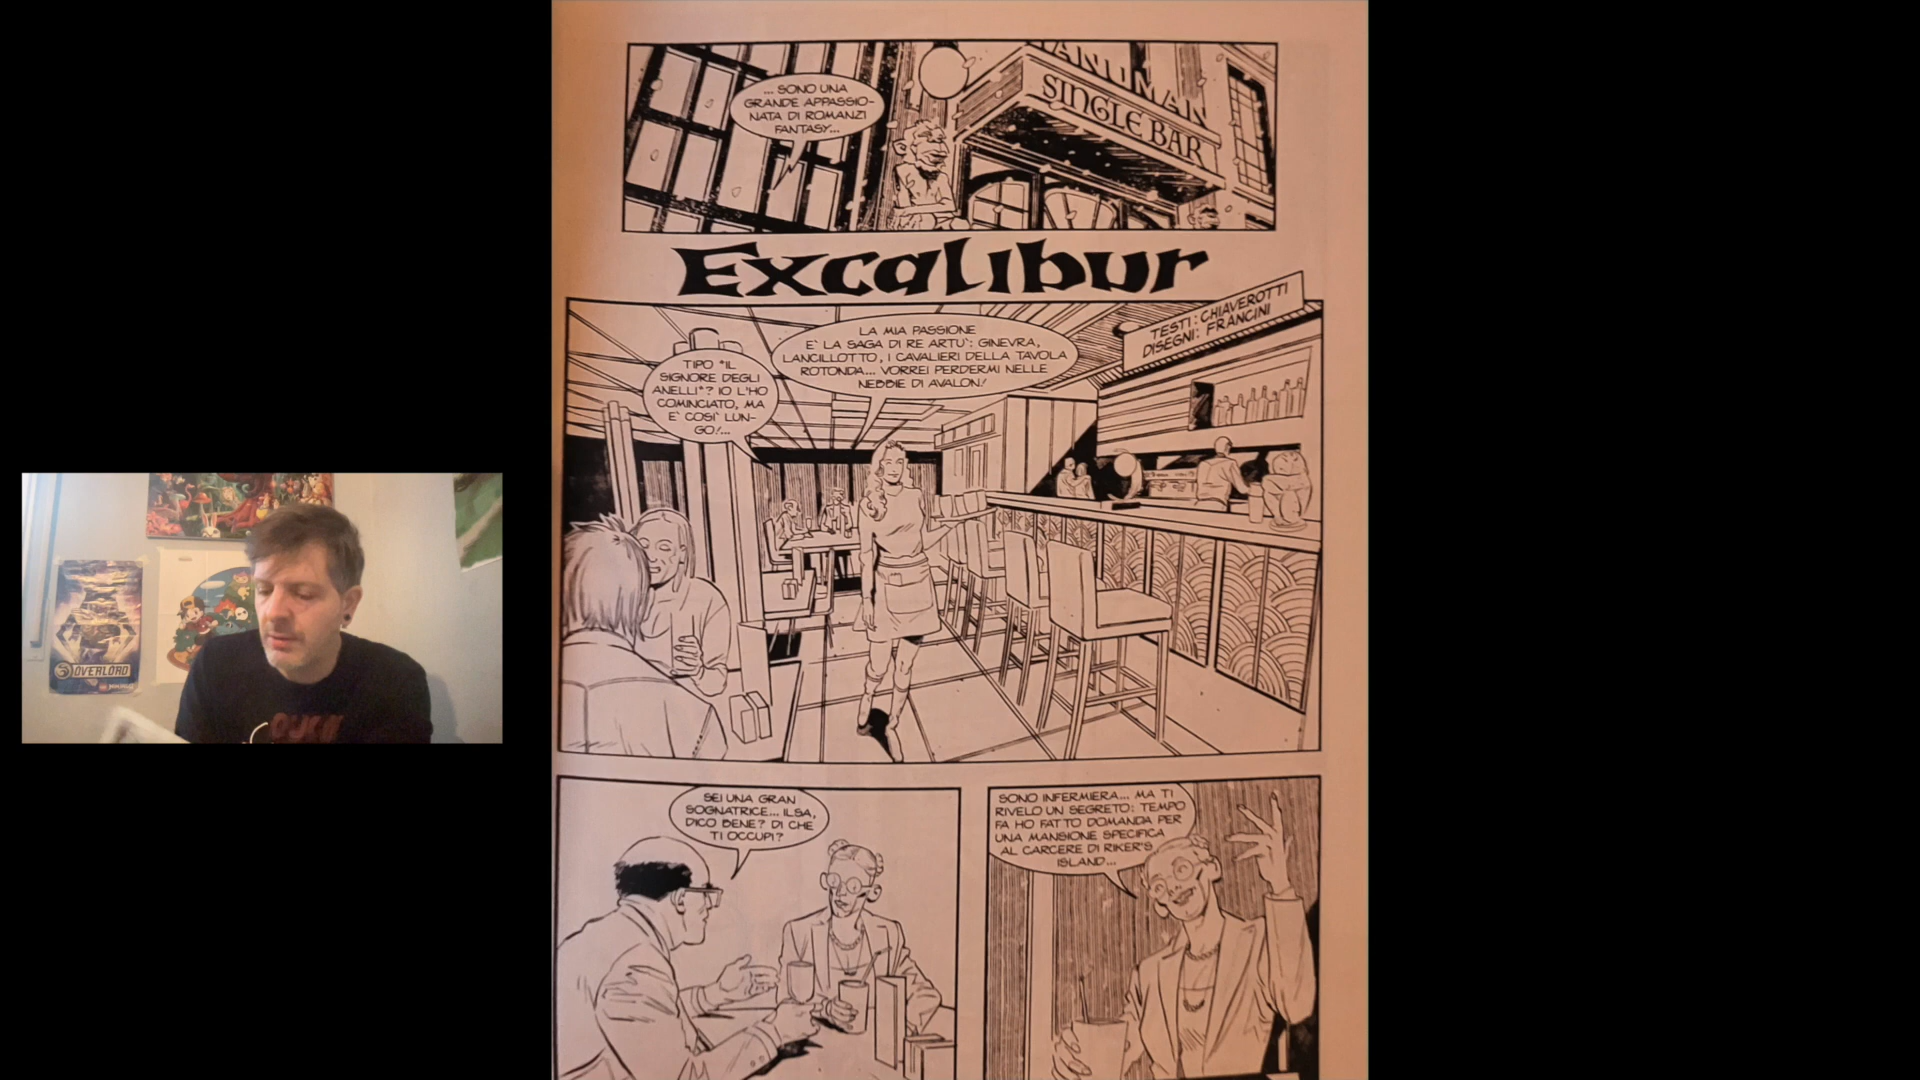 ... SONO UNA
GRANDE APPASSIO-
NATA DI ROMANZI
FANTASY...
HANUMAN
SINGLE BAR
Excalibur
TESTI: CHIAVEROTTI
DISEGNI: FRANCINI
LA MIA PASSIONE
E` LA SAGA DI RE ARTU`: GINEVRA,
LANCILLOTTO, I CAVALIERI DELLA TAVOLA
ROTONDA... VORREI PERDERMI NELLE
NEBBIE DI AVALON!
TIPO "IL
SIGNORE DEGLI
ANELLI"? IO L'HO
COMINCIATO, MA
E` COSI` LUN-
GO!...
OVERLORD
SEI UNA GRAN
SOGNATRICE... ILSA,
DICO BENE? DI CHE
TI OCCUPI?
SONO INFERMIERA... MA TI
RIVELO UN SEGRETO: TEMPO
FA HO FATTO DOMANDA PER
UNA MANSIONE SPECIFICA
AL CARCERE DI RIKER'S
ISLAND...